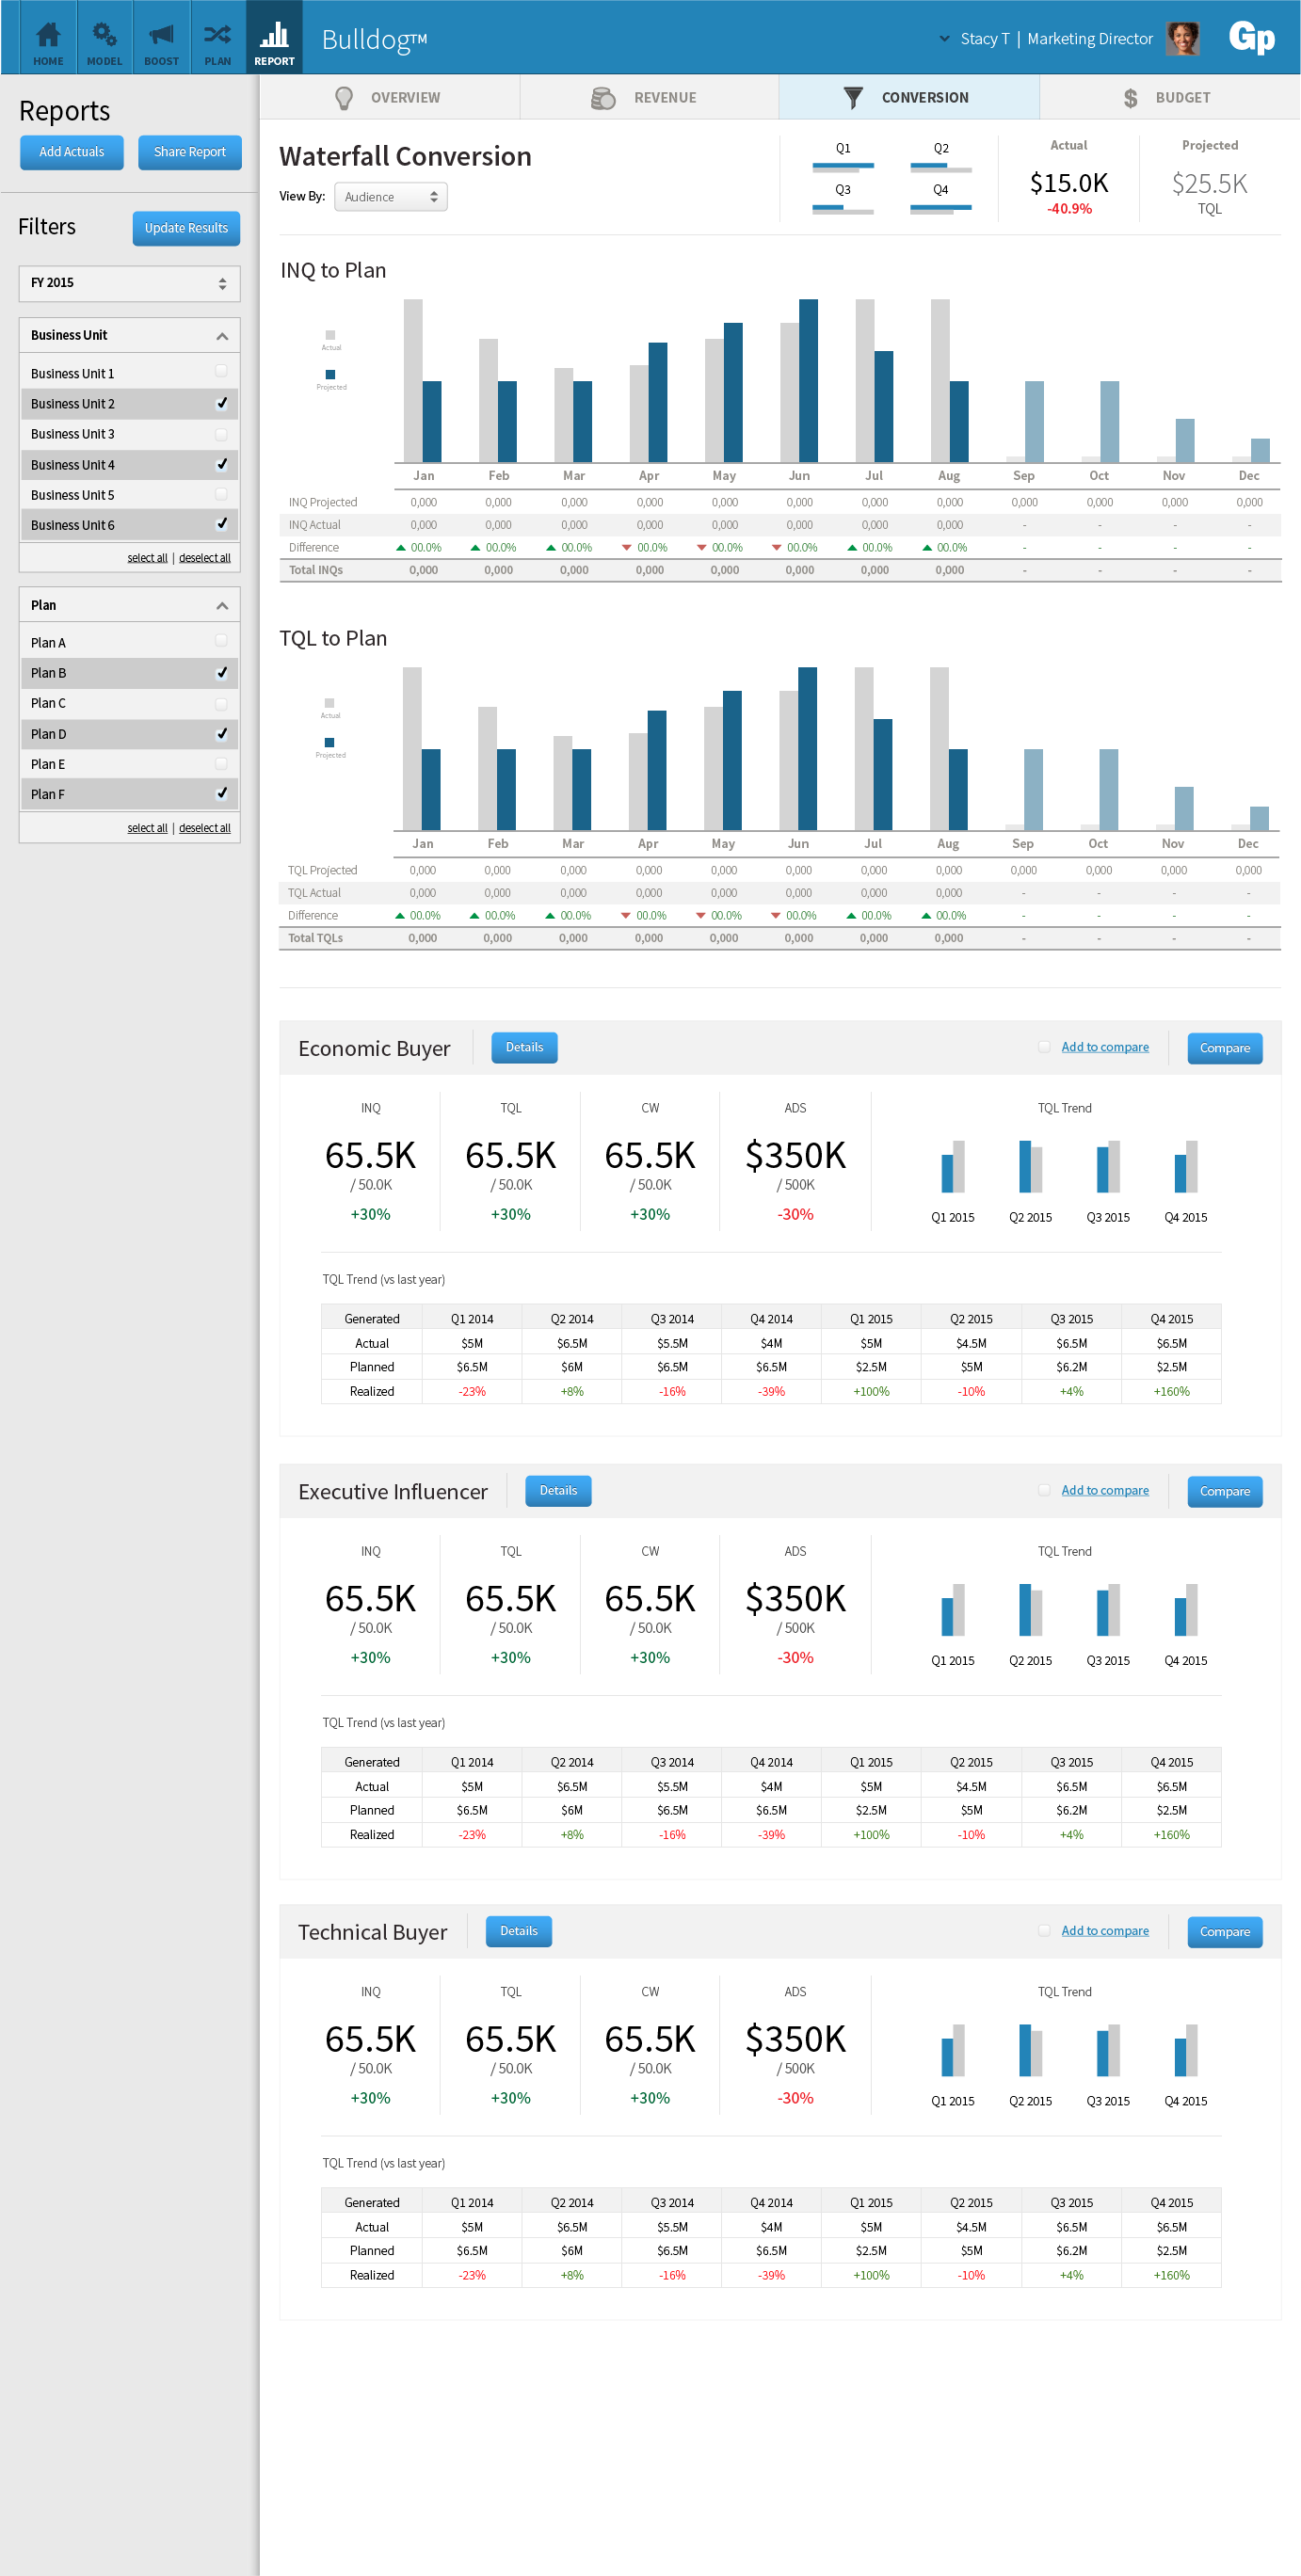 HOME MODEL BOOST PLAN REPORT Bulldog™ Stacy T | Marketing Director Gp
OVERVIEW REVENUE CONVERSION $ BUDGET
Reports
Add Actuals Share Report
Filters Update Results
FY 2015
Business Unit
Business Unit 1
Business Unit 2
Business Unit 3
Business Unit 4
Business Unit 5
Business Unit 6
select all | deselect all
Plan
Plan A
Plan B
Plan C
Plan D
Plan E
Plan F
select all | deselect all
Waterfall Conversion
View By: Audience
Q1 Q2
Q3 Q4
Actual
$15.0K
-40.9%
Projected
$25.5K
TQL
INQ to Plan
Actual
Projected
Jan Feb Mar Apr May Jun Jul Aug Sep Oct Nov Dec
INQ Projected 0,000 0,000 0,000 0,000 0,000 0,000 0,000 0,000 0,000 0,000 0,000 0,000
INQ Actual 0,000 0,000 0,000 0,000 0,000 0,000 0,000 0,000 - - - -
Difference 00.0% 00.0% 00.0% 00.0% 00.0% 00.0% 00.0% 00.0% - - - -
Total INQs 0,000 0,000 0,000 0,000 0,000 0,000 0,000 0,000 - - - -
TQL to Plan
Actual
Projected
Jan Feb Mar Apr May Jun Jul Aug Sep Oct Nov Dec
TQL Projected 0,000 0,000 0,000 0,000 0,000 0,000 0,000 0,000 0,000 0,000 0,000 0,000
TQL Actual 0,000 0,000 0,000 0,000 0,000 0,000 0,000 0,000 - - - -
Difference 00.0% 00.0% 00.0% 00.0% 00.0% 00.0% 00.0% 00.0% - - - -
Total TQLs 0,000 0,000 0,000 0,000 0,000 0,000 0,000 0,000 - - - -
Economic Buyer Details Add to compare Compare
INQ TQL CW ADS TQL Trend
65.5K 65.5K 65.5K $350K
/ 50.0K / 50.0K / 50.0K / 500K
+30% +30% +30% -30% Q1 2015 Q2 2015 Q3 2015 Q4 2015
TQL Trend (vs last year)
Generated Q1 2014 Q2 2014 Q3 2014 Q4 2014 Q1 2015 Q2 2015 Q3 2015 Q4 2015
Actual $5M $6.5M $5.5M $4M $5M $4.5M $6.5M $6.5M
Planned $6.5M $6M $6.5M $6.5M $2.5M $5M $6.2M $2.5M
Realized -23% +8% -16% -39% +100% -10% +4% +160%
Executive Influencer Details Add to compare Compare
INQ TQL CW ADS TQL Trend
65.5K 65.5K 65.5K $350K
/ 50.0K / 50.0K / 50.0K / 500K
+30% +30% +30% -30% Q1 2015 Q2 2015 Q3 2015 Q4 2015
TQL Trend (vs last year)
Generated Q1 2014 Q2 2014 Q3 2014 Q4 2014 Q1 2015 Q2 2015 Q3 2015 Q4 2015
Actual $5M $6.5M $5.5M $4M $5M $4.5M $6.5M $6.5M
Planned $6.5M $6M $6.5M $6.5M $2.5M $5M $6.2M $2.5M
Realized -23% +8% -16% -39% +100% -10% +4% +160%
Technical Buyer Details Add to compare Compare
INQ TQL CW ADS TQL Trend
65.5K 65.5K 65.5K $350K
/ 50.0K / 50.0K / 50.0K / 500K
+30% +30% +30% -30% Q1 2015 Q2 2015 Q3 2015 Q4 2015
TQL Trend (vs last year)
Generated Q1 2014 Q2 2014 Q3 2014 Q4 2014 Q1 2015 Q2 2015 Q3 2015 Q4 2015
Actual $5M $6.5M $5.5M $4M $5M $4.5M $6.5M $6.5M
Planned $6.5M $6M $6.5M $6.5M $2.5M $5M $6.2M $2.5M
Realized -23% +8% -16% -39% +100% -10% +4% +160%